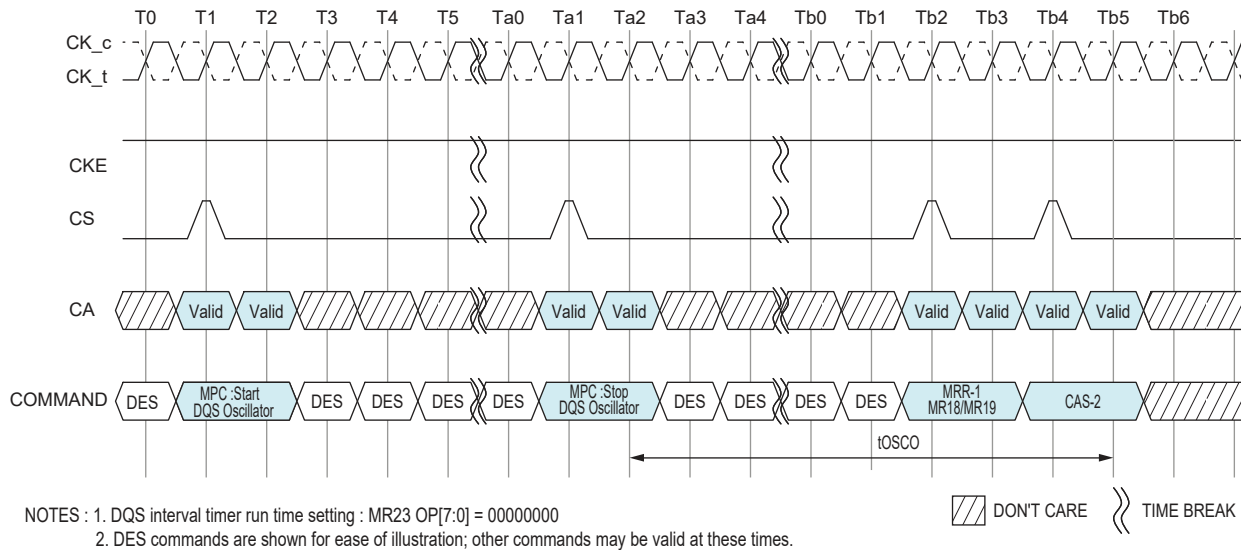 T0 T1 T2 T3 T4 T5 Ta0 Ta1 Ta2 Ta3 Ta4 Tb0 Tb1 Tb2 Tb3 Tb4 Tb5 Tb6
CK_c
CK_t
CKE
CS
CA Valid Valid Valid Valid Valid Valid Valid Valid
COMMAND DES MPC :Start DES DES DES DES MPC :Stop DES DES DES DES MRR-1 CAS-2
DQS Oscillator DQS Oscillator MR18/MR19
tOSCO
NOTES : 1. DQS interval timer run time setting : MR23 OP[7:0] = 00000000
2. DES commands are shown for ease of illustration; other commands may be valid at these times.
DON'T CARE TIME BREAK